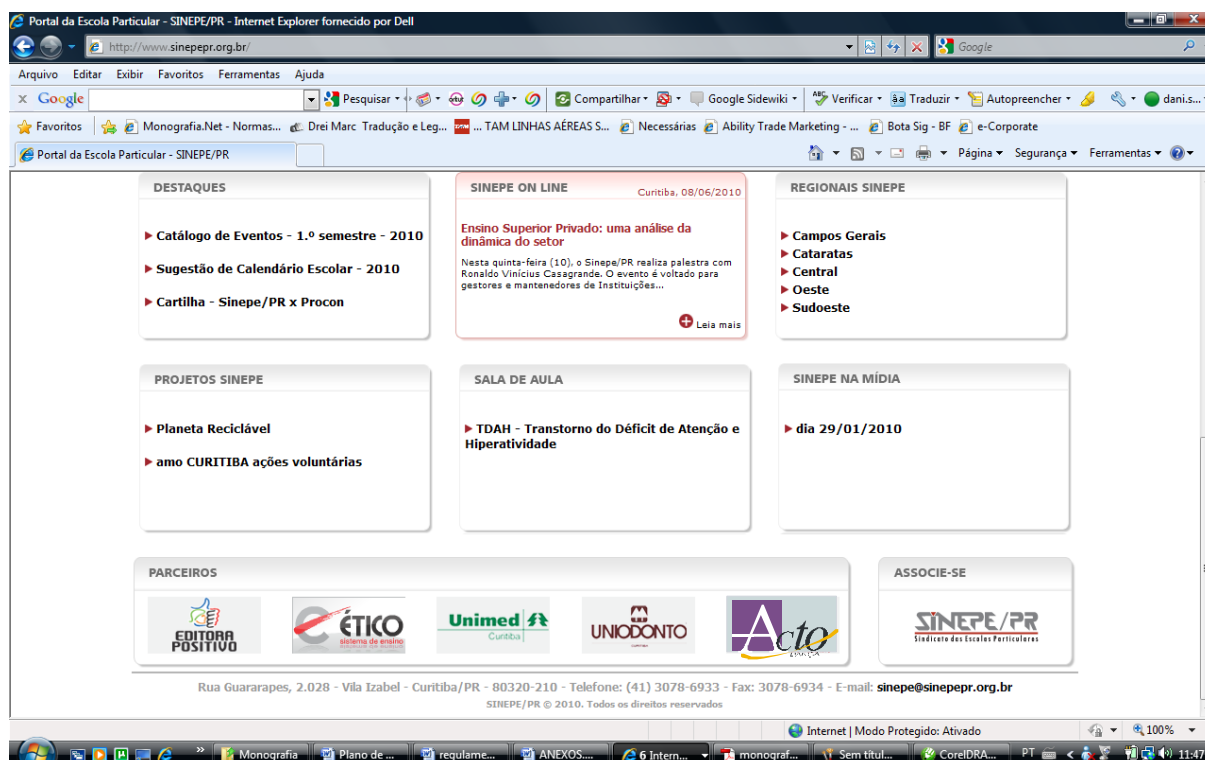 Portal da Escola Particular - SINEPE/PR - Internet Explorer fornecido por Dell
http://www.sinepepr.org.br/
Google
Arquivo Editar Exibir Favoritos Ferramentas Ajuda
x Google
Pesquisar
Compartilhar
Google Sidewiki
Verificar
Traduzir
Autopreencher
dani.s...
Favoritos
Monografia.Net - Normas...
Drei Marc Tradução e Leg...
... TAM LINHAS AÉREAS S...
Necessárias
Ability Trade Marketing - ...
Bota Sig - BF
e-Corporate
Portal da Escola Particular - SINEPE/PR
Página
Segurança
Ferramentas
DESTAQUES
Catálogo de Eventos - 1.º semestre - 2010
Sugestão de Calendário Escolar - 2010
Cartilha - Sinepe/PR x Procon
SINEPE ON LINE
Curitiba, 08/06/2010
Ensino Superior Privado: uma análise da
dinâmica do setor
Nesta quinta-feira (10), o Sinepe/PR realiza palestra com
Ronaldo Vinícius Casagrande. O evento é voltado para
gestores e mantenedores de Instituições...
Leia mais
REGIONAIS SINEPE
Campos Gerais
Cataratas
Central
Oeste
Sudoeste
PROJETOS SINEPE
Planeta Reciclável
amo CURITIBA ações voluntárias
SALA DE AULA
TDAH - Transtorno do Déficit de Atenção e
Hiperatividade
SINEPE NA MÍDIA
dia 29/01/2010
PARCEIROS
EDITORA
POSITIVO
ÉTICO
sistema de ensino
Unimed
Curitiba
UNIODONTO
Acto
ASSOCIE-SE
SINEPE/PR
Sindicato das Escolas Particulares
Rua Guararapes, 2.028 - Vila Izabel - Curitiba/PR - 80320-210 - Telefone: (41) 3078-6933 - Fax: 3078-6934 - E-mail: sinepe@sinepepr.org.br
SINEPE/PR © 2010. Todos os direitos reservados
Internet | Modo Protegido: Ativado
100%
Monografia
Plano de ...
regulame...
ANEXOS....
6 Intern...
monograf...
Sem títul...
CorelDRA...
PT
11:47